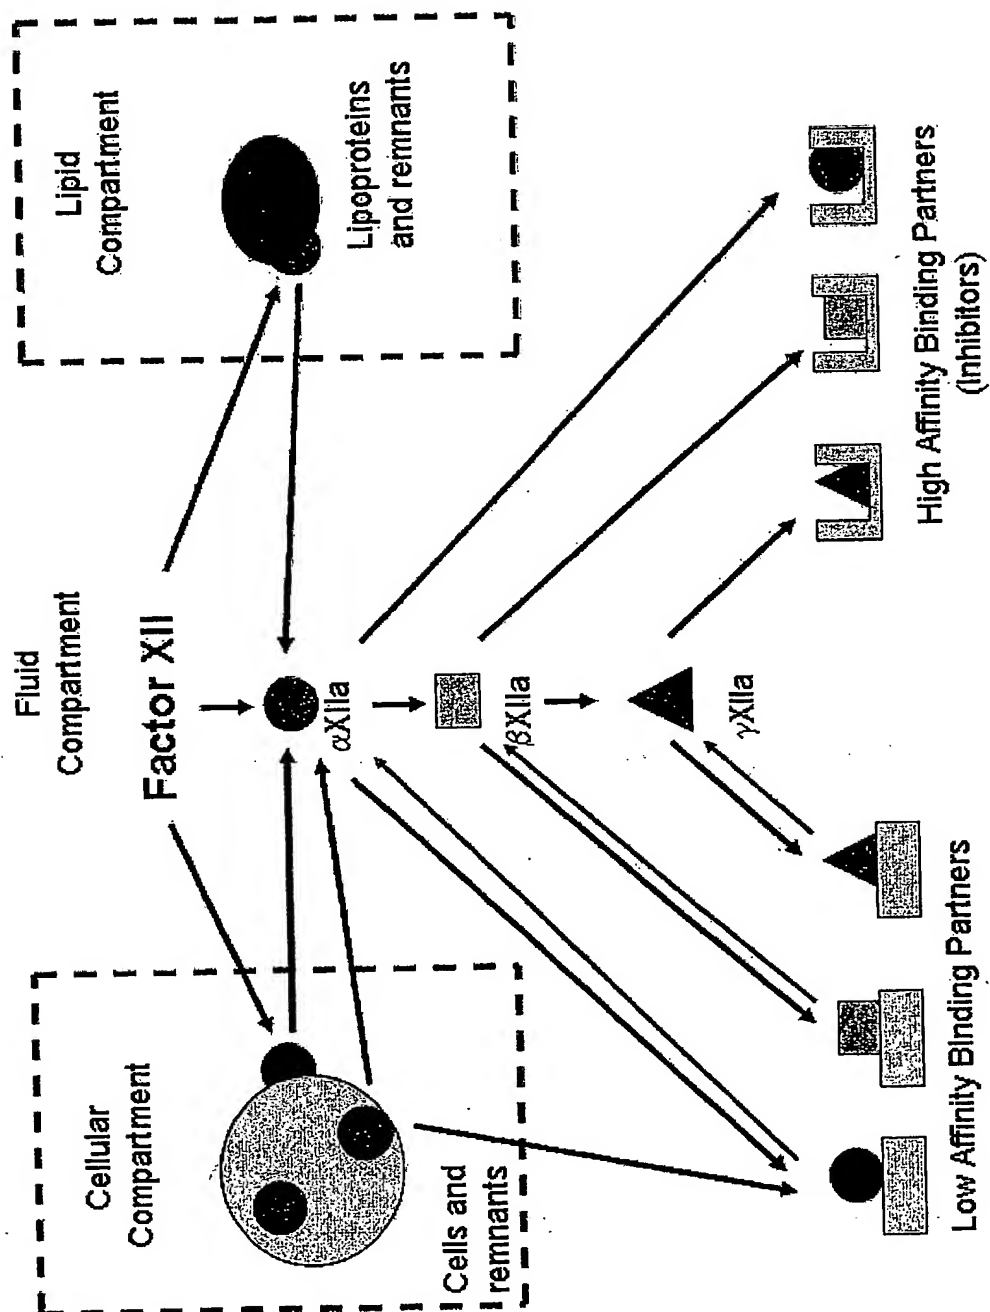 Cellular
Compartment
Cells and
remnants
Fluid
Compartment
Factor XII
αXIIa
βXIIa
γXIIa
Lipid
Compartment
Lipoproteins
and remnants
Low Affinity Binding Partners
High Affinity Binding Partners
(Inhibitors)